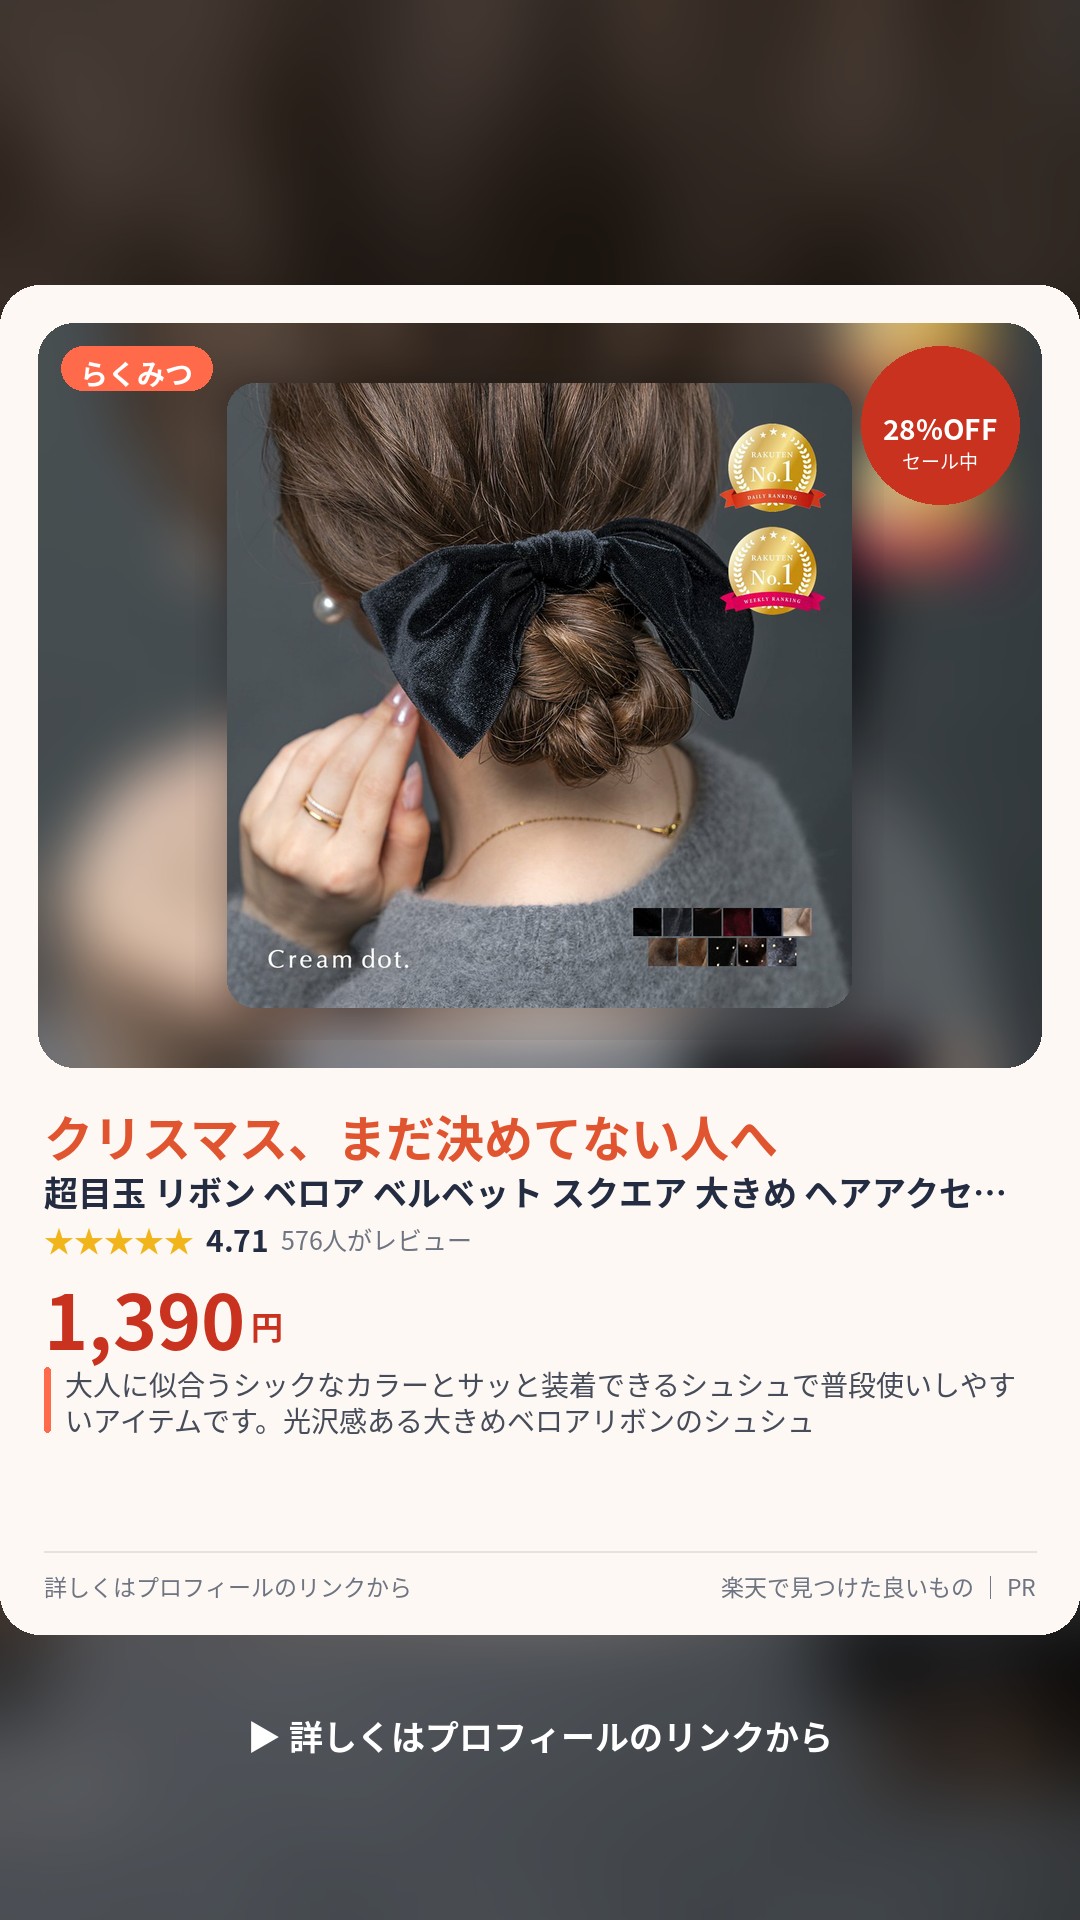 らくみつ
28%OFF
セール中
RAKUTEN
No.1
DAILY RANKING
RAKUTEN
No.1
WEEKLY RANKING
Cream dot.
クリスマス、まだ決めてない人へ
超目玉 リボン ベロア ベルベット スクエア 大きめ ヘアアクセ…
★★★★★ 4.71 576人がレビュー
1,390円
大人に似合うシックなカラーとサッと装着できるシュシュで普段使いしやす
いアイテムです。光沢感ある大きめベロアリボンのシュシュ
詳しくはプロフィールのリンクから
楽天で見つけた良いもの ｜ PR
▶ 詳しくはプロフィールのリンクから